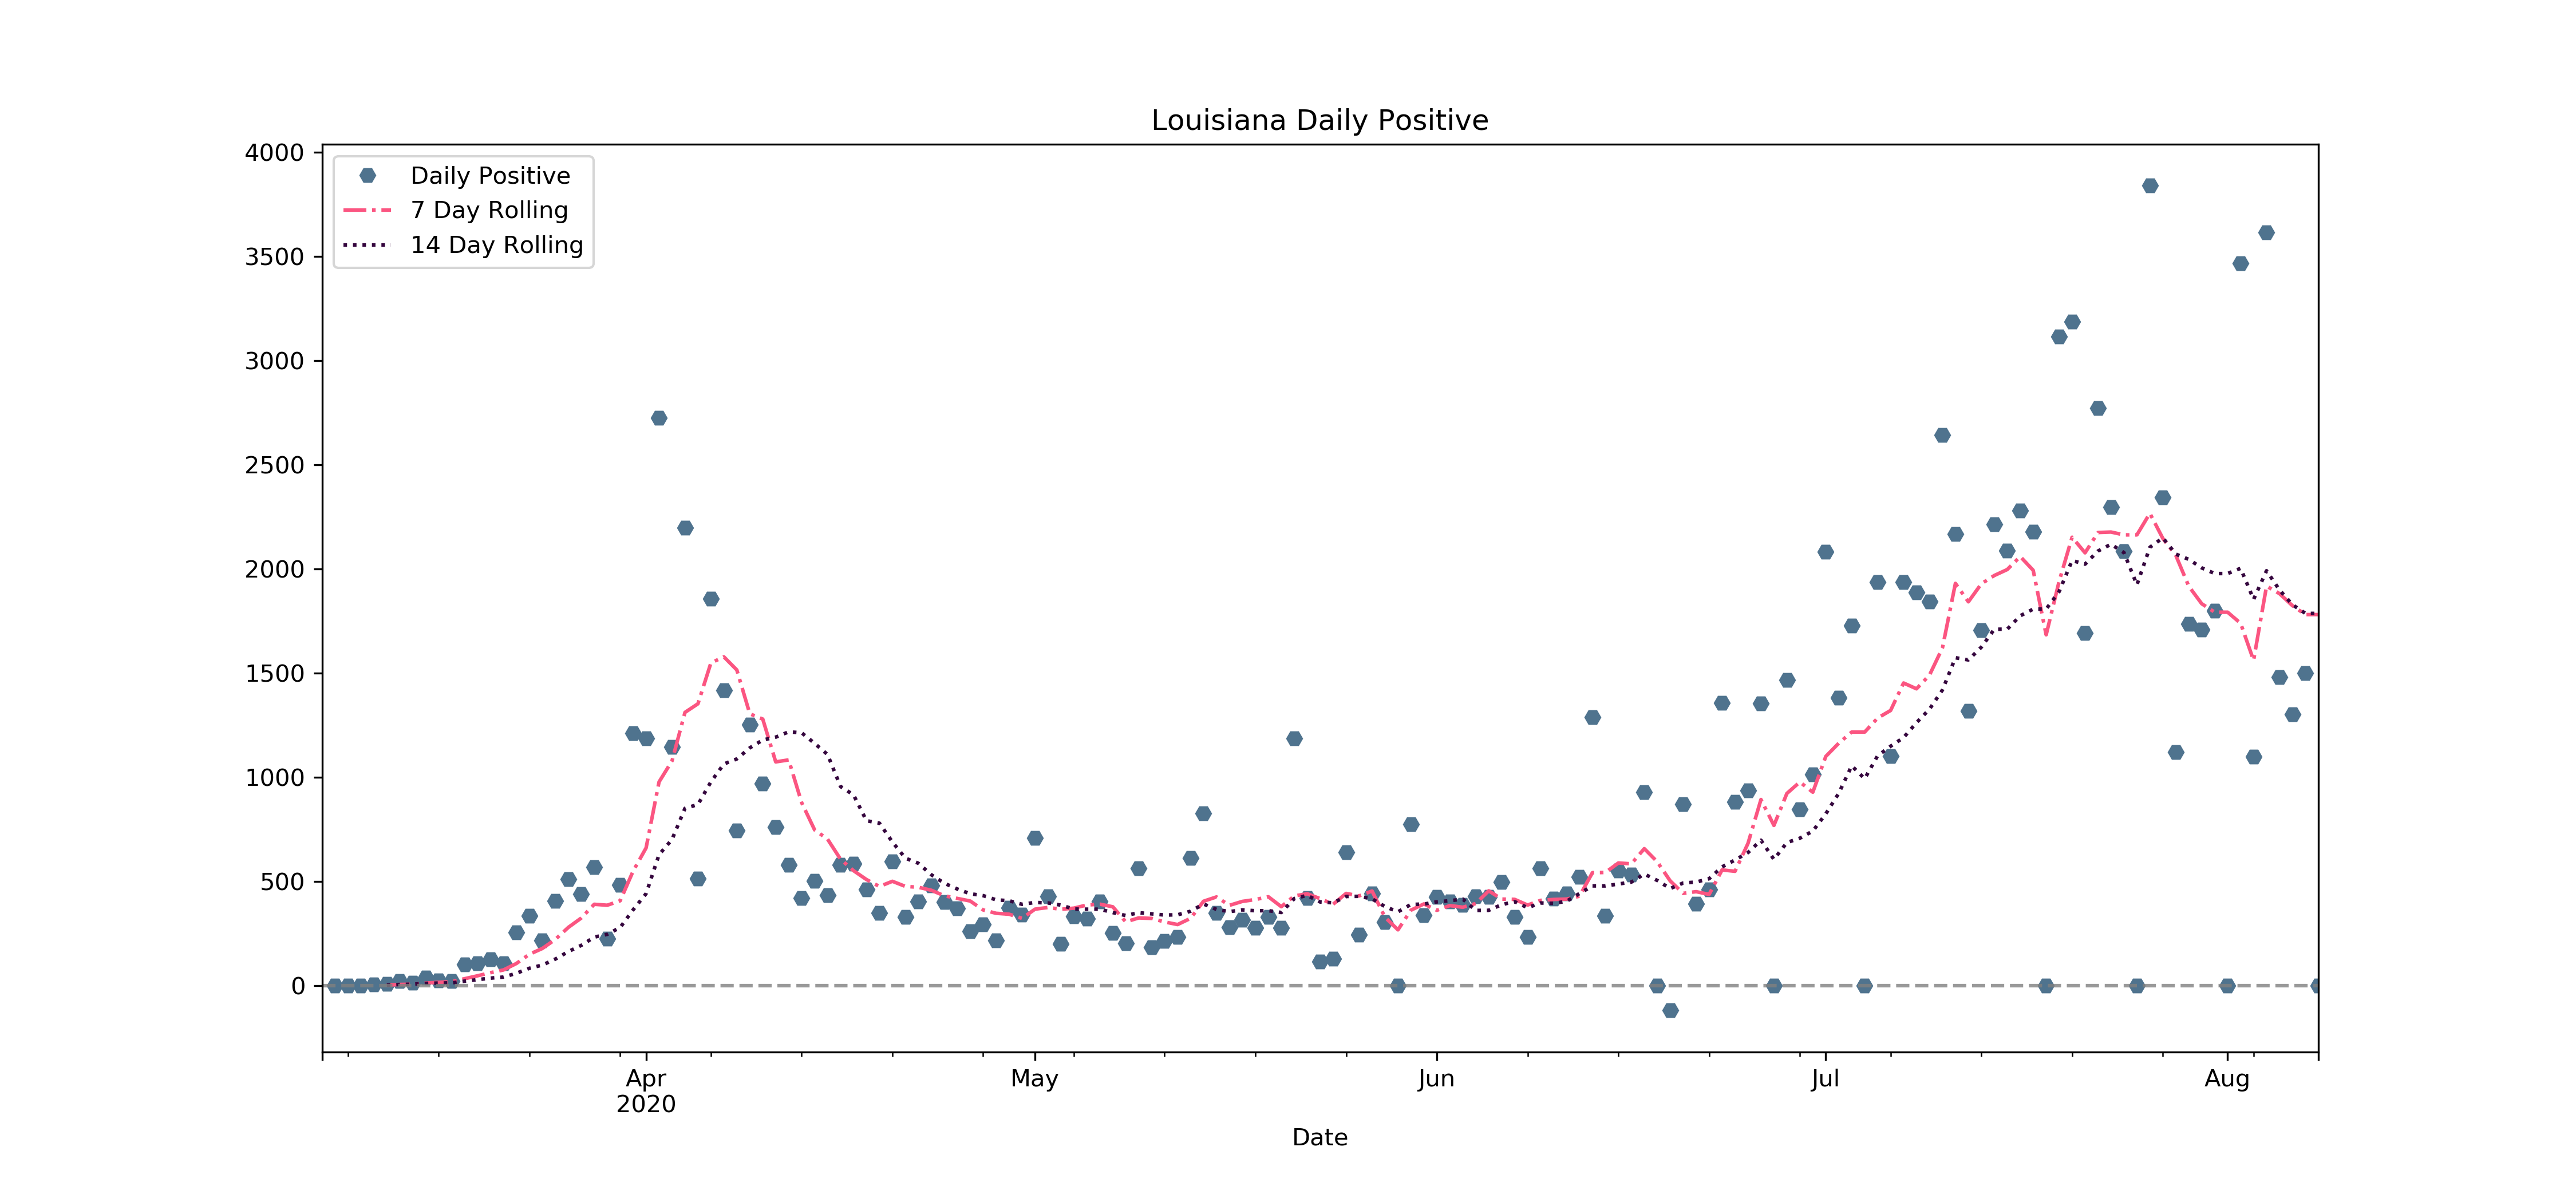 Louisiana Daily Positive
4000
3500
3000
2500
2000
1500
1000
500
0
Daily Positive
7 Day Rolling
14 Day Rolling
Apr
2020
May
Jun
Jul
Aug
Date